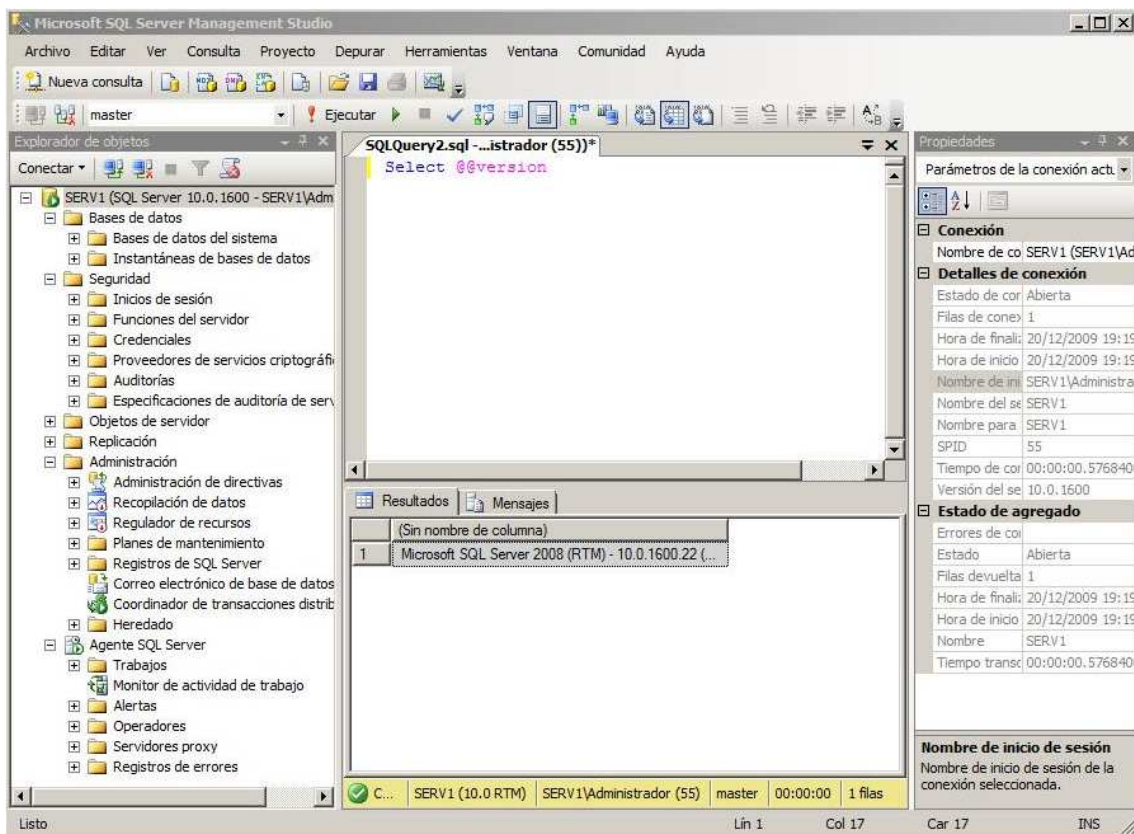 Microsoft SQL Server Management Studio
Archivo Editar Ver Consulta Proyecto Depurar Herramientas Ventana Comunidad Ayuda
Nueva consulta
master
Ejecutar
Explorador de objetos
Conectar
SERV1 (SQL Server 10.0.1600 - SERV1\Adm
Bases de datos
Bases de datos del sistema
Instantáneas de bases de datos
Seguridad
Inicios de sesión
Funciones del servidor
Credenciales
Proveedores de servicios criptográfi
Auditorías
Especificaciones de auditoría de serv
Objetos de servidor
Replicación
Administración
Administración de directivas
Recopilación de datos
Regulador de recursos
Planes de mantenimiento
Registros de SQL Server
Correo electrónico de base de datos
Coordinador de transacciones distrib
Heredado
Agente SQL Server
Trabajos
Monitor de actividad de trabajo
Alertas
Operadores
Servidores proxy
Registros de errores
SQLQuery2.sql -...istrador (55))*
Select @@version
Resultados Mensajes
(Sin nombre de columna)
1 Microsoft SQL Server 2008 (RTM) - 10.0.1600.22 (...
C... SERV1 (10.0 RTM) SERV1\Administrador (55) master 00:00:00 1 filas
Propiedades
Parámetros de la conexión actu
Conexión
Nombre de co SERV1 (SERV1\Ad
Detalles de conexión
Estado de cor Abierta
Filas de conex 1
Hora de finali: 20/12/2009 19:19
Hora de inicio 20/12/2009 19:19
Nombre de ini SERV1\Administra
Nombre del se SERV1
Nombre para SERV1
SPID 55
Tiempo de cor 00:00:00.576840
Versión del se 10.0.1600
Estado de agregado
Errores de cor
Estado Abierta
Filas devuelta 1
Hora de finali: 20/12/2009 19:19
Hora de inicio 20/12/2009 19:19
Nombre SERV1
Tiempo transc 00:00:00.576840
Nombre de inicio de sesión
Nombre de inicio de sesión de la
conexión seleccionada.
Listo Lín 1 Col 17 Car 17 INS